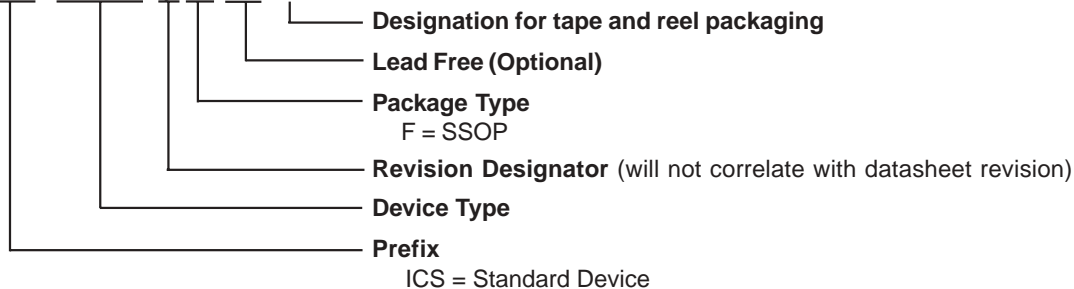 Designation for tape and reel packaging
Lead Free (Optional)
Package Type
F = SSOP
Revision Designator (will not correlate with datasheet revision)
Device Type
Prefix
ICS = Standard Device